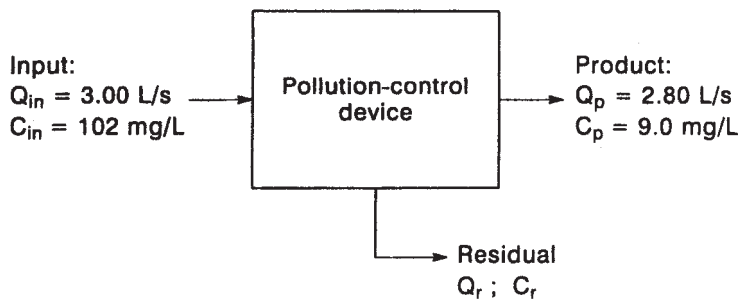 Input:
Q_in = 3.00 L/s
C_in = 102 mg/L
Pollution-control
device
Product:
Q_p = 2.80 L/s
C_p = 9.0 mg/L
Residual
Q_r ; C_r